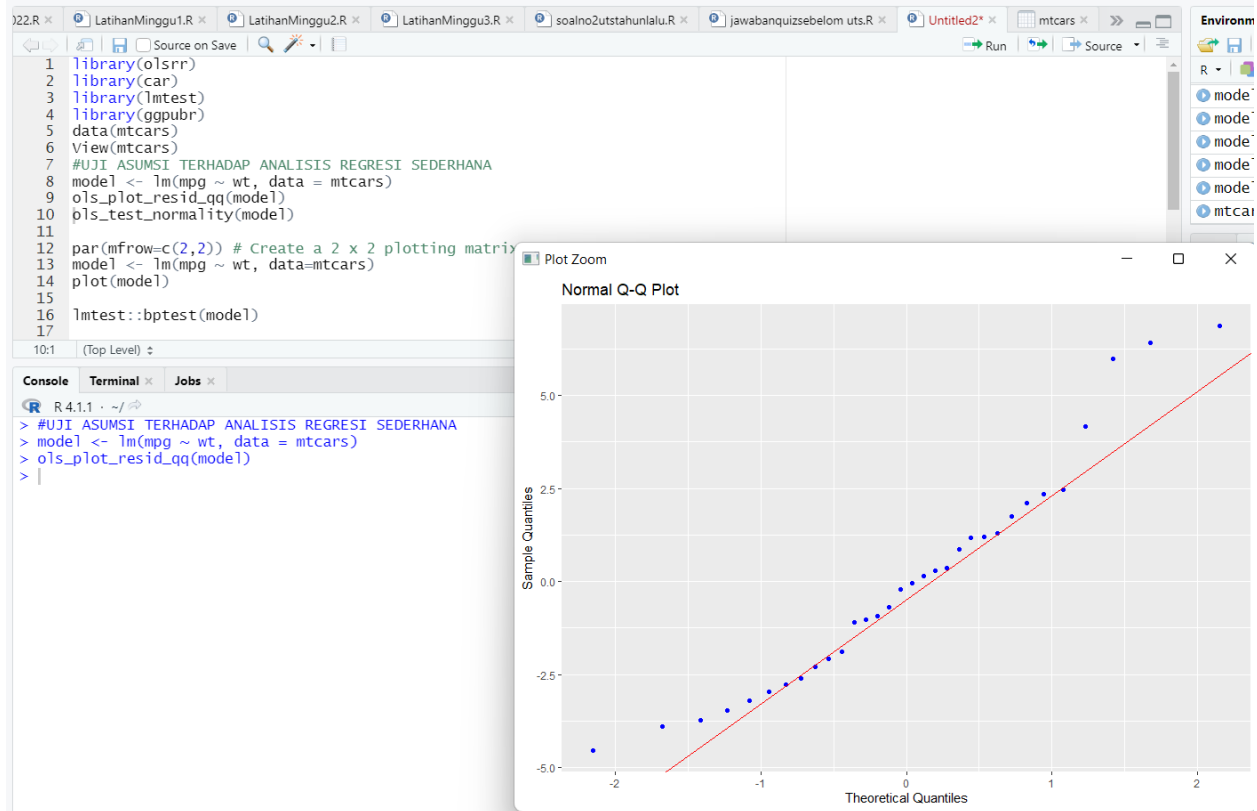 022.R × LatihanMinggu1.R × LatihanMinggu2.R × LatihanMinggu3.R × soalno2utstahunlalu.R × jawabanquizsebelom uts.R × Untitled2* × mtcars ×
Environm
Source on Save
Run
Source
R
1 library(olsrr)
2 library(car)
3 library(lmtest)
4 library(ggpubr)
5 data(mtcars)
6 View(mtcars)
7 #UJI ASUMSI TERHADAP ANALISIS REGRESI SEDERHANA
8 model <- lm(mpg ~ wt, data = mtcars)
9 ols_plot_resid_qq(model)
10 ols_test_normality(model)
11
12 par(mfrow=c(2,2)) # Create a 2 x 2 plotting matrix
13 model <- lm(mpg ~ wt, data=mtcars)
14 plot(model)
15
16 lmtest::bptest(model)
17
10:1 (Top Level)
model
model
model
model
model
mtcar
Console Terminal × Jobs ×
R 4.1.1 · ~/
> #UJI ASUMSI TERHADAP ANALISIS REGRESI SEDERHANA
> model <- lm(mpg ~ wt, data = mtcars)
> ols_plot_resid_qq(model)
>
Plot Zoom
Normal Q-Q Plot
Sample Quantiles
5.0
2.5
0.0
-2.5
-5.0
-2 -1 0 1 2
Theoretical Quantiles